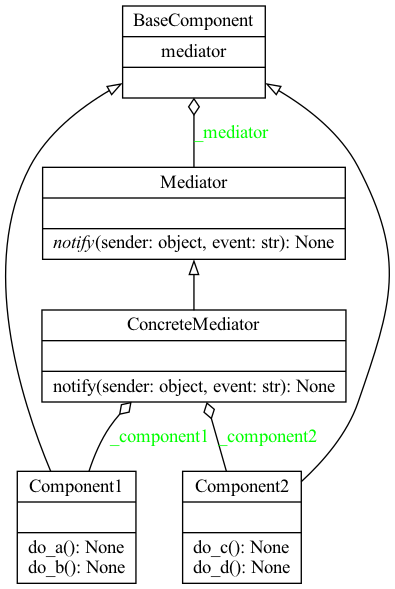 BaseComponent
mediator
_mediator
Mediator
notify(sender: object, event: str): None
ConcreteMediator
notify(sender: object, event: str): None
_component1
_component2
Component1
do_a(): None
do_b(): None
Component2
do_c(): None
do_d(): None